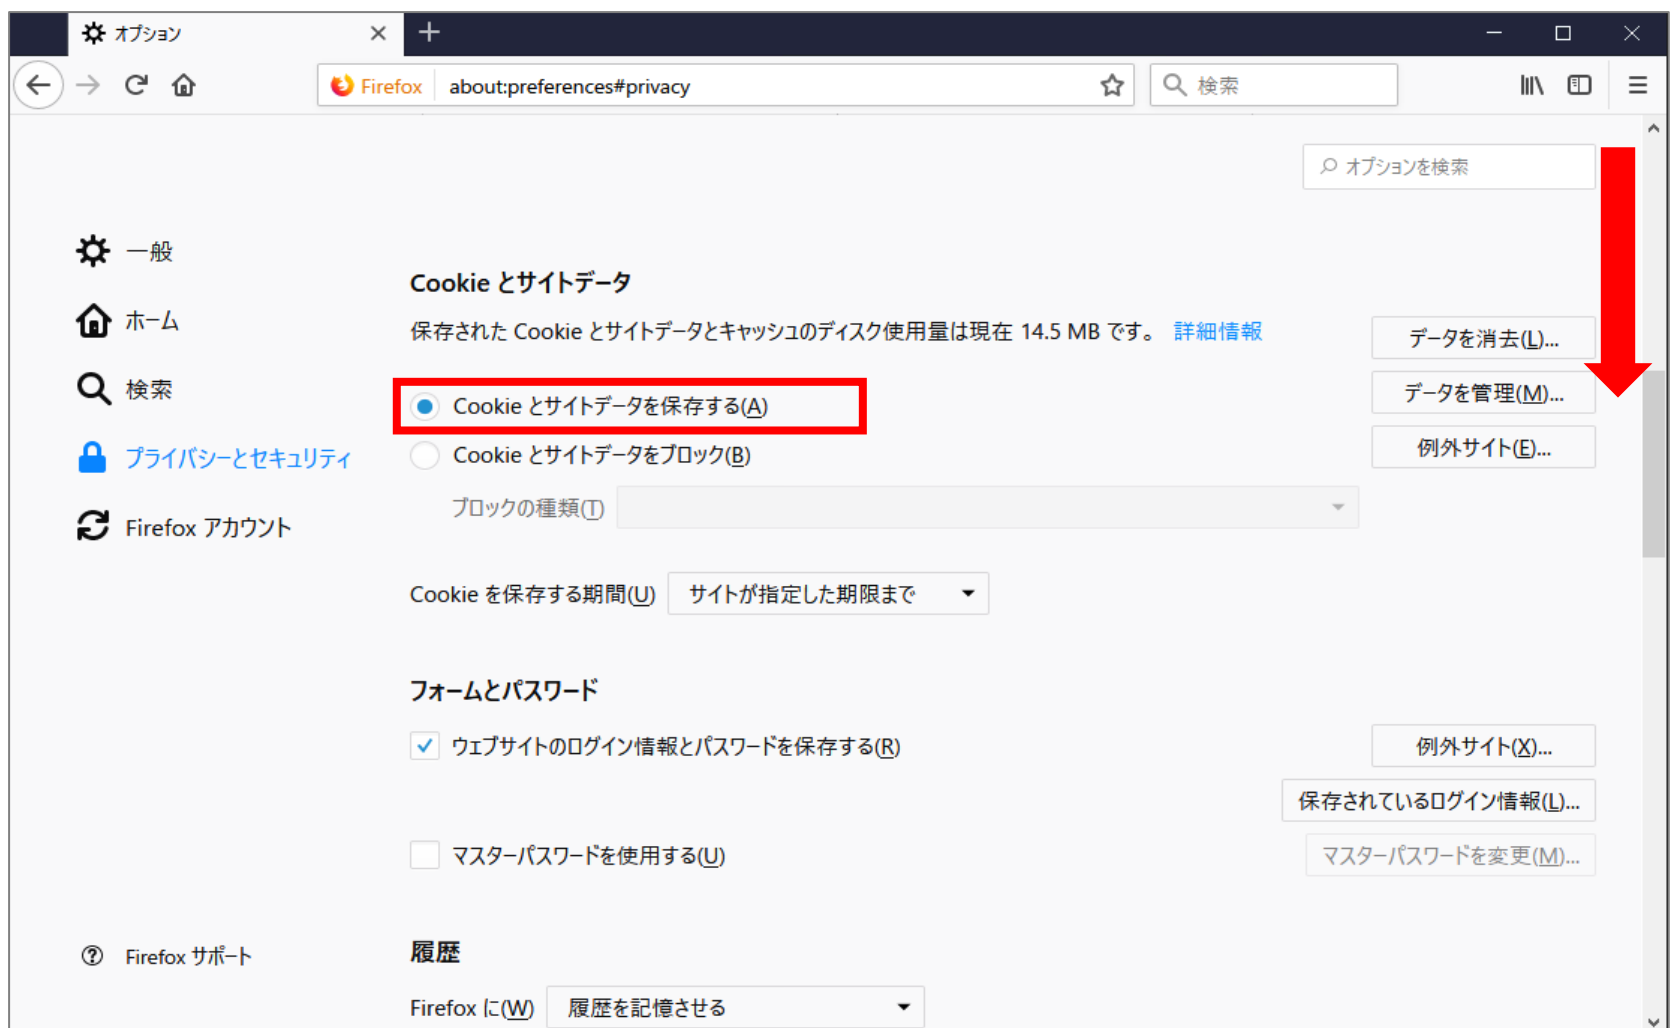 オプション
Firefox about:preferences#privacy 検索
オプションを検索
一般
ホーム
検索
プライバシーとセキュリティ
Firefox アカウント
Firefox サポート
Cookie とサイトデータ
保存された Cookie とサイトデータとキャッシュのディスク使用量は現在 14.5 MB です。 詳細情報
データを消去(L)...
Cookie とサイトデータを保存する(A)
データを管理(M)...
Cookie とサイトデータをブロック(B)
例外サイト(E)...
ブロックの種類(T)
Cookie を保存する期間(U) サイトが指定した期限まで
フォームとパスワード
ウェブサイトのログイン情報とパスワードを保存する(R)
例外サイト(X)...
保存されているログイン情報(L)...
マスターパスワードを使用する(U)
マスターパスワードを変更(M)...
履歴
Firefox に(W) 履歴を記憶させる